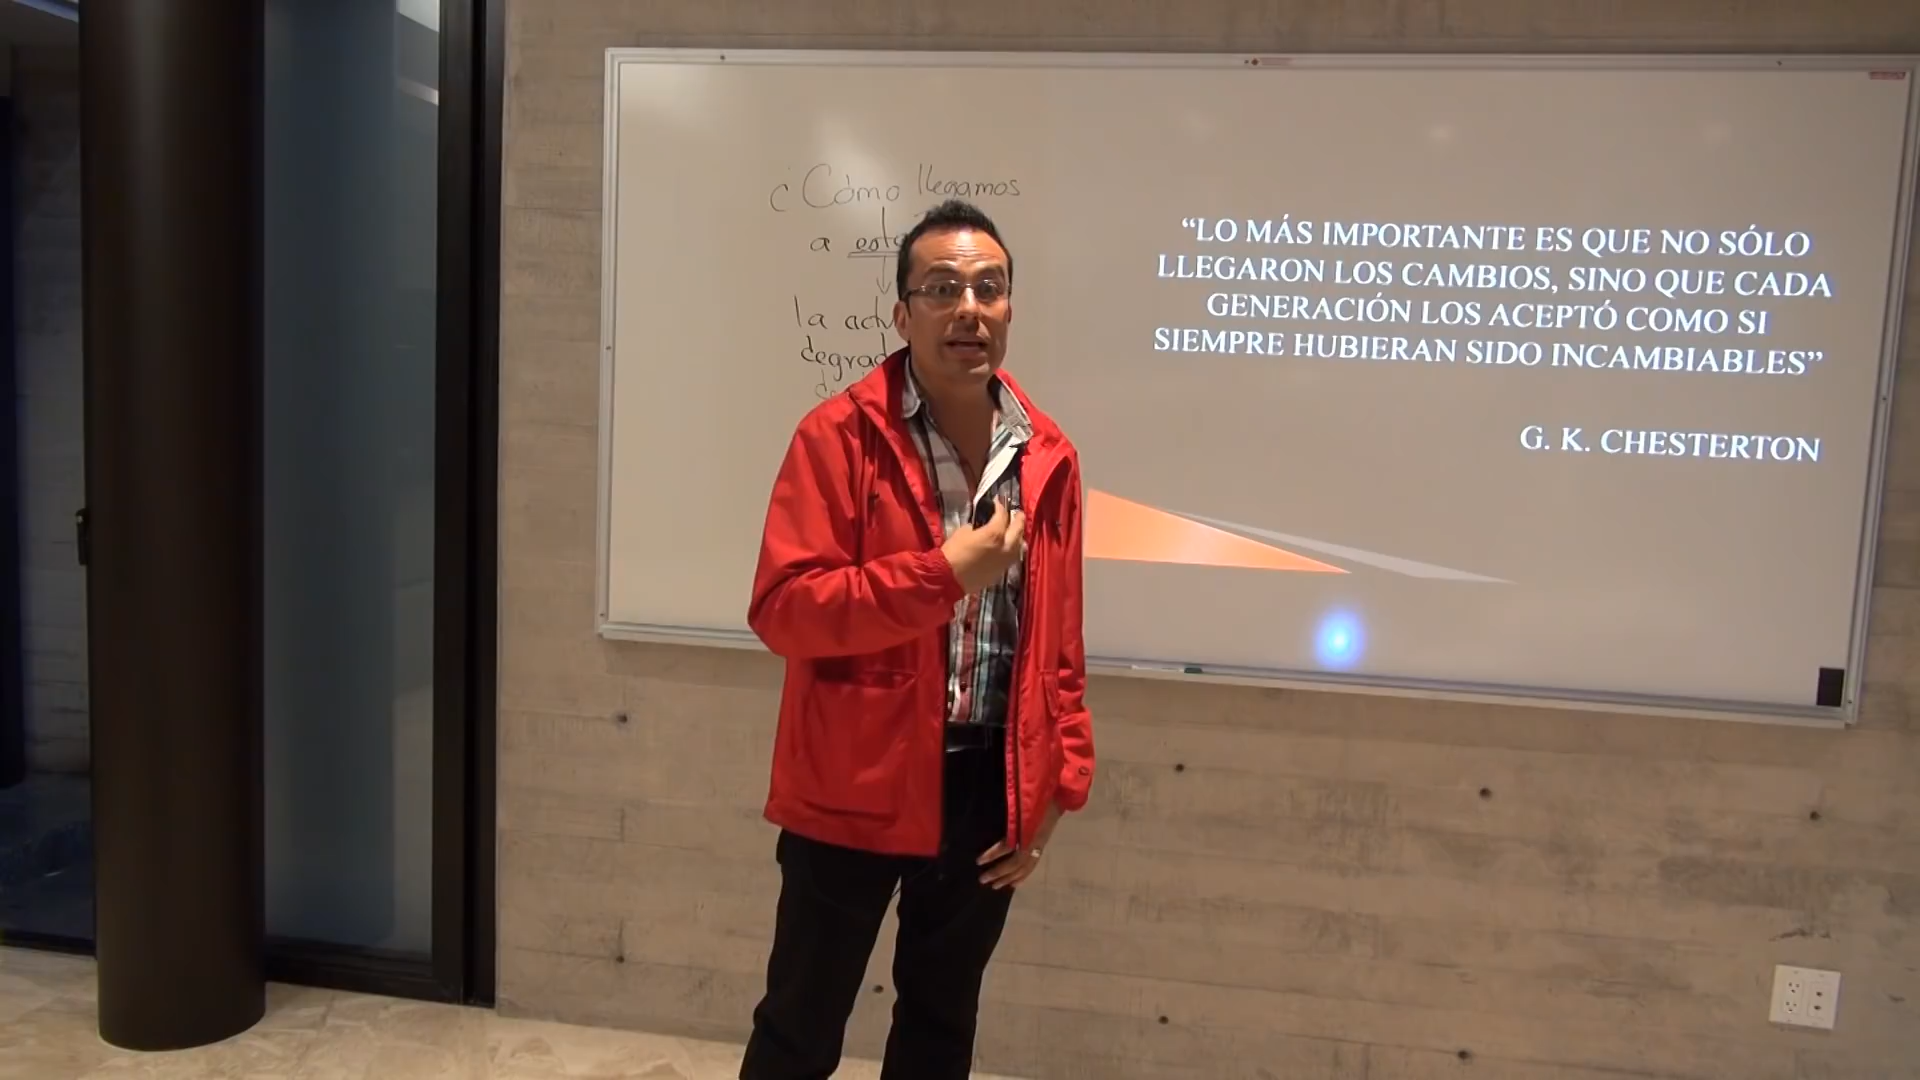 ¿Cómo llegamos
a
la
“LO MÁS IMPORTANTE ES QUE NO SÓLO
LLEGARON LOS CAMBIOS, SINO QUE CADA
GENERACIÓN LOS ACEPTÓ COMO SI
SIEMPRE HUBIERAN SIDO INCAMBIABLES”
G. K. CHESTERTON